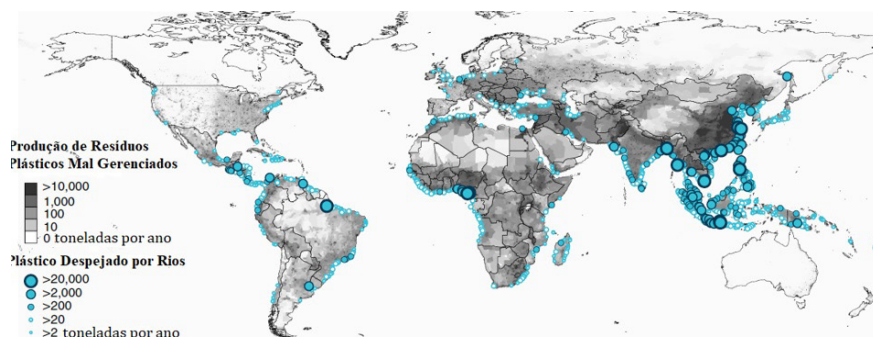 Produção de Resíduos
Plásticos Mal Gerenciados
>10,000
1,000
100
10
0 toneladas por ano
Plástico Despejado por Rios
>20,000
>2,000
>200
>20
>2 toneladas por ano